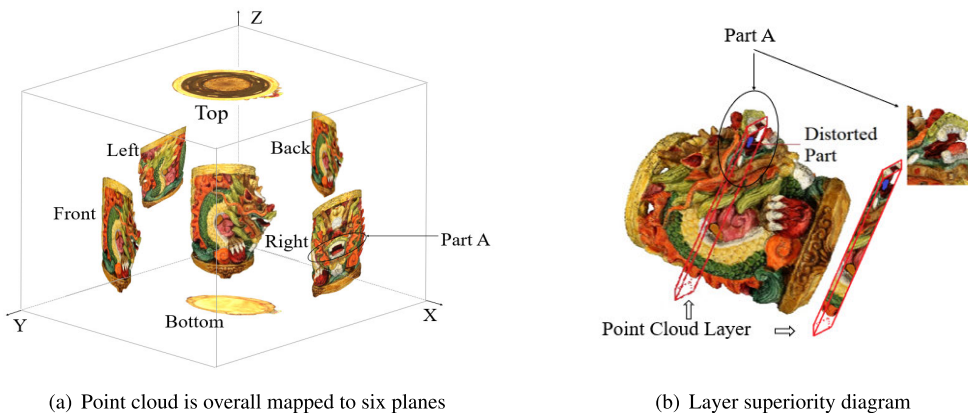 Z
Top
Left
Back
Front
Right
Part A
Y
X
Bottom
(a) Point cloud is overall mapped to six planes
Part A
Distorted
Part
Point Cloud Layer
(b) Layer superiority diagram